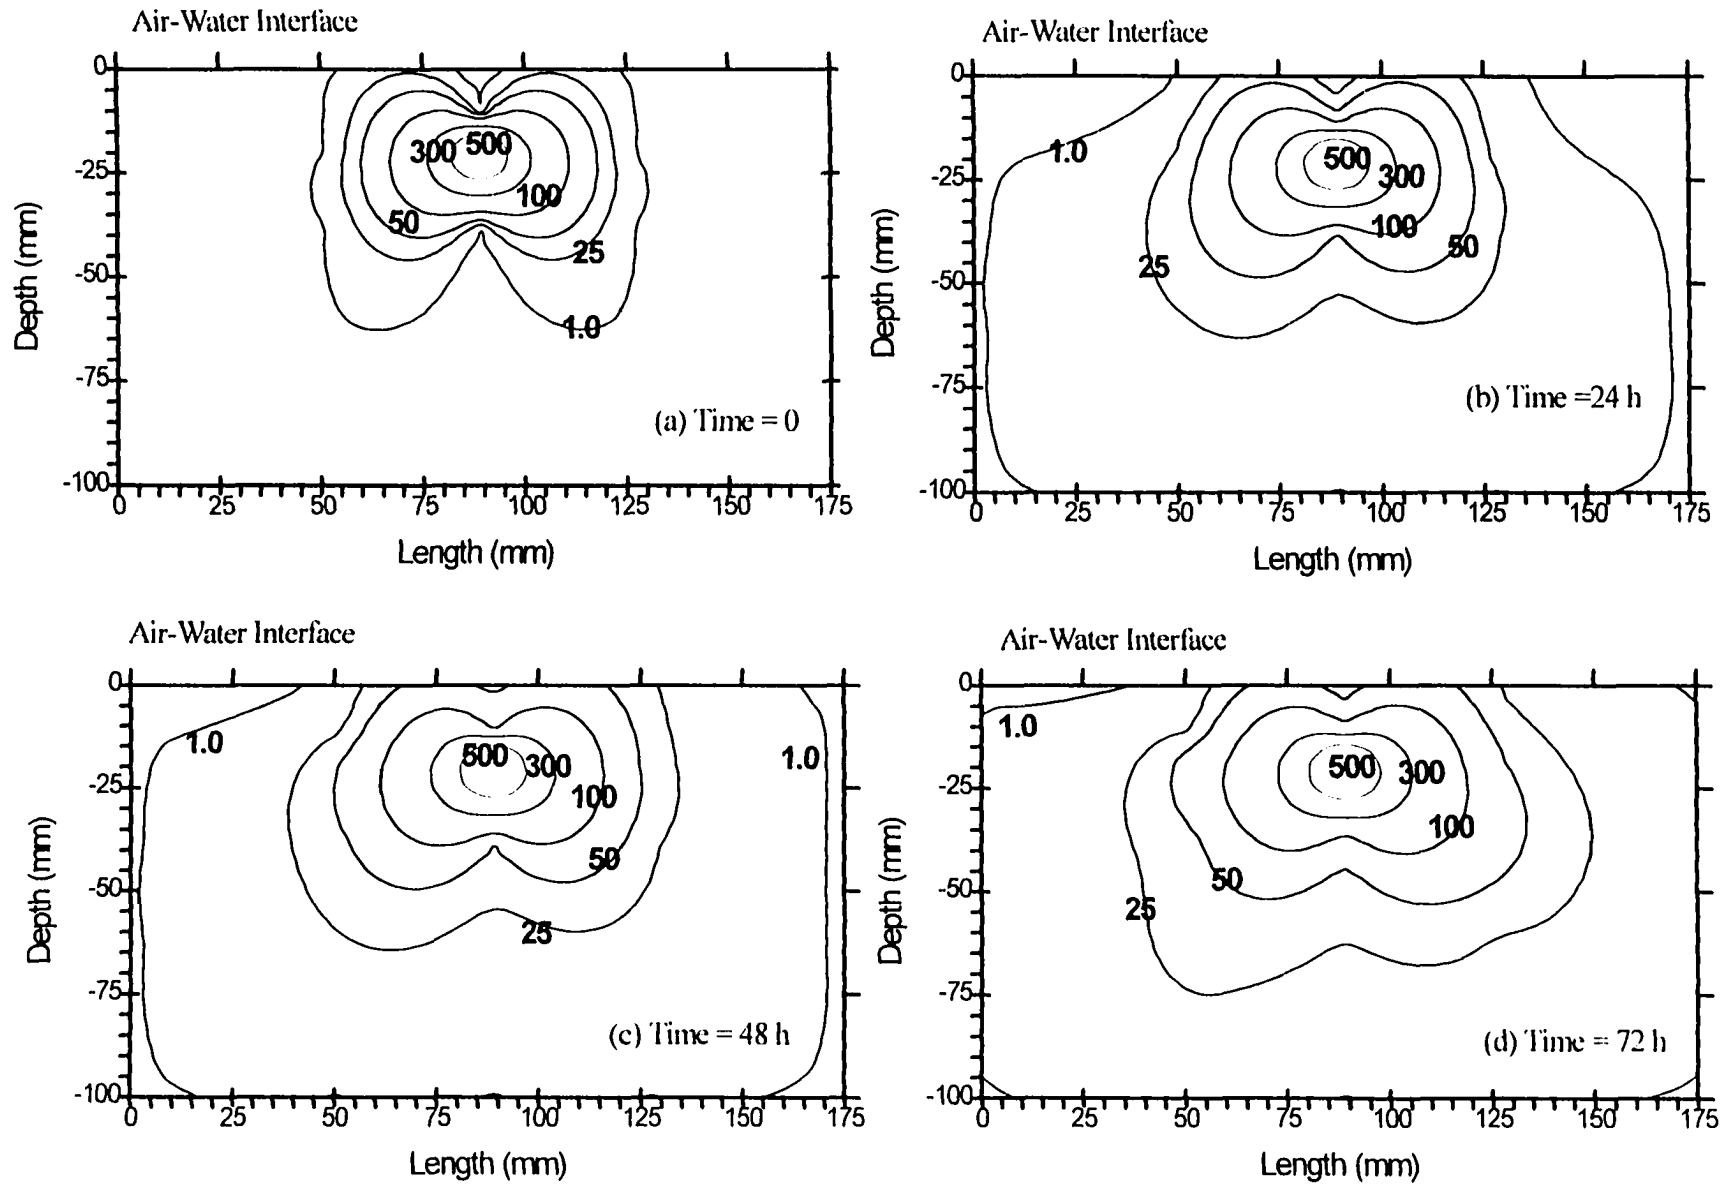 Air-Water Interface
0
-25
-50
-75
-100
Depth (mm)
300
500
100
50
25
1.0
(a) Time = 0
0 25 50 75 100 125 150 175
Length (mm)
Air-Water Interface
0
-25
-50
-75
-100
Depth (mm)
1.0
500
300
100
50
25
(b) Time =24 h
0 25 50 75 100 125 150 175
Length (mm)
Air-Water Interface
0
-25
-50
-75
-100
Depth (mm)
1.0
500
300
1.0
100
50
25
(c) Time = 48 h
0 25 50 75 100 125 150 175
Length (mm)
Air-Water Interface
0
-25
-50
-75
-100
Depth (mm)
1.0
500
300
100
50
25
(d) Time = 72 h
0 25 50 75 100 125 150 175
Length (mm)